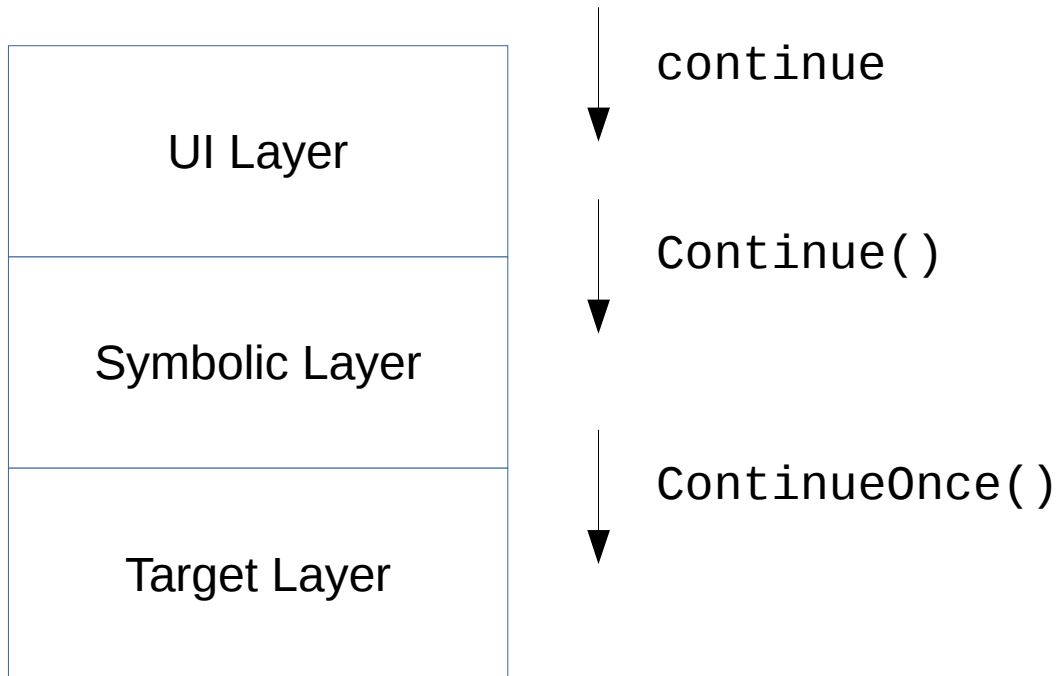 continue
UI Layer
Continue()
Symbolic Layer
ContinueOnce()
Target Layer